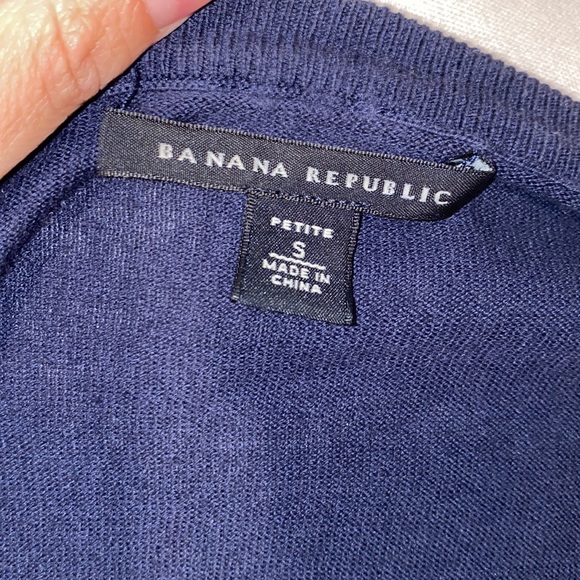 BANANA REPUBLIC
PETITE
S
MADE IN
CHINA